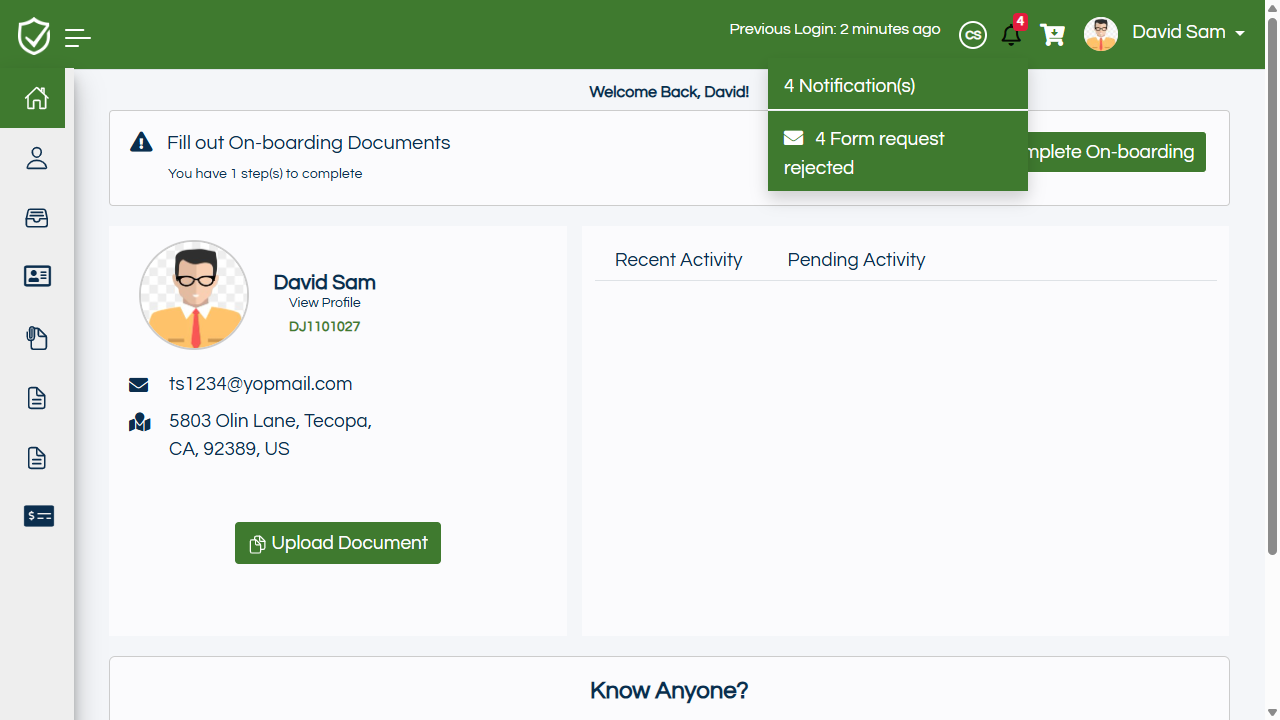 Previous Login: 2 minutes ago
CS
4
David Sam
Welcome Back, David!
4 Notification(s)
4 Form request
rejected
Fill out On-boarding Documents
You have 1 step(s) to complete
On-boarding
David Sam
View Profile
DJ1101027
ts1234@yopmail.com
5803 Olin Lane, Tecopa,
CA, 92389, US
Upload Document
Recent Activity
Pending Activity
Know Anyone?